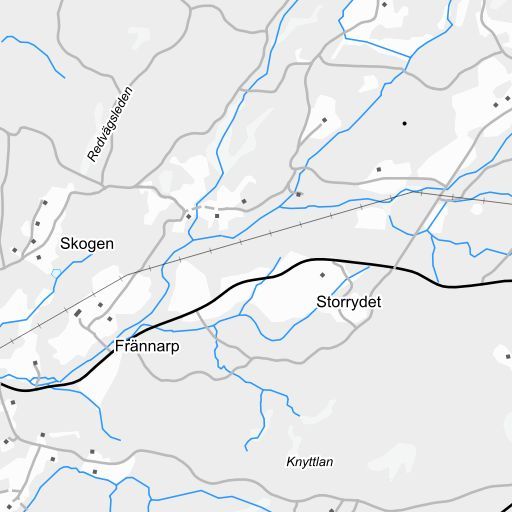 Redvägsleden
Skogen
Storrydet
Frännarp
Knyttlan